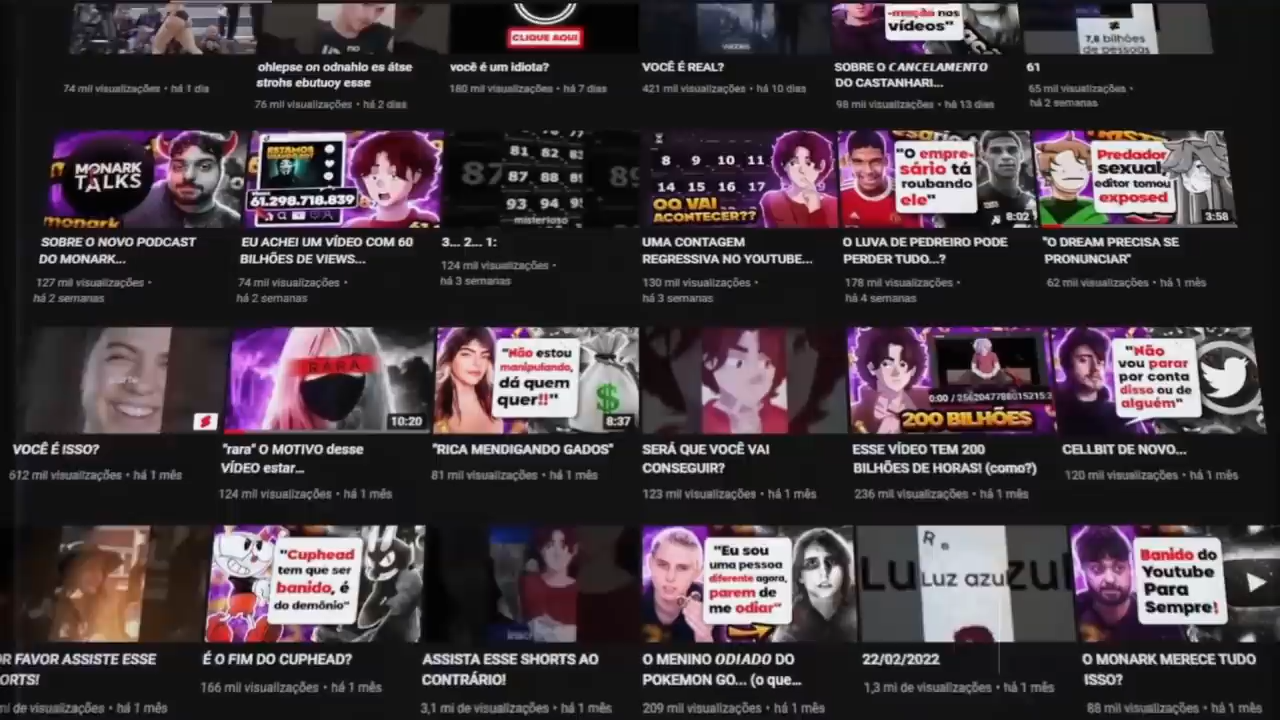 CLIQUE AQUI
-moção nos
vídeos"
7,8 bilhões
de pessoas
ohlepse on odnahlo es átse
strohs ebutuoy esse
você é um idiota?
VOCÊ É REAL?
SOBRE O CANCELAMENTO
DO CASTANHARI...
61
74 mil visualizações • há 1 dia
76 mil visualizações • há 2 dias
180 mil visualizações • há 7 dias
421 mil visualizações • há 10 dias
98 mil visualizações • há 13 dias
65 mil visualizações •
há 2 semanas
MONARK
TALKS
monark
ESTAMOS
61.298.718.839
81 82 83
87 87 88 89
93 94 95
misterioso
8 9 10 11
14 15 16 17
OQ VAI
ACONTECER??
"O empre-
sário tá
roubando
ele"
8:02
Predador
sexual,
editor tomou
exposed
3:58
SOBRE O NOVO PODCAST
DO MONARK...
EU ACHEI UM VÍDEO COM 60
BILHÕES DE VIEWS...
3... 2... 1:
UMA CONTAGEM
REGRESSIVA NO YOUTUBE...
O LUVA DE PEDREIRO PODE
PERDER TUDO...?
"O DREAM PRECISA SE
PRONUNCIAR"
127 mil visualizações •
há 2 semanas
74 mil visualizações •
há 2 semanas
124 mil visualizações •
há 3 semanas
130 mil visualizações •
há 3 semanas
178 mil visualizações •
há 4 semanas
62 mil visualizações • há 1 mês
RARA
10:20
"Não estou
manipulando,
dá quem
quer!!"
$
8:37
200 BILHÕES
"Não
vou parar
por conta
disso ou de
alguém"
VOCÊ É ISSO?
"rara" O MOTIVO desse
VÍDEO estar...
"RICA MENDIGANDO GADOS"
SERÁ QUE VOCÊ VAI
CONSEGUIR?
ESSE VÍDEO TEM 200
BILHÕES DE HORAS! (como?)
CELLBIT DE NOVO...
612 mil visualizações • há 1 mês
124 mil visualizações • há 1 mês
81 mil visualizações • há 1 mês
123 mil visualizações • há 1 mês
236 mil visualizações • há 1 mês
120 mil visualizações • há 1 mês
"Cuphead
tem que ser
banido, é
do demônio"
"Eu sou
uma pessoa
diferente agora,
parem de
me odiar"
R
Luz azul
Banido do
Youtube
Para
Sempre!
OR FAVOR ASSISTE ESSE
ORTS!
É O FIM DO CUPHEAD?
ASSISTA ESSE SHORTS AO
CONTRÁRIO!
O MENINO ODIADO DO
POKEMON GO... (o que...
22/02/2022
O MONARK MERECE TUDO
ISSO?
mi de visualizações • há 1 mês
166 mil visualizações • há 1 mês
3,1 mi de visualizações • há 1 mês
209 mil visualizações • há 1 mês
1,3 mi de visualizações • há 1 mês
88 mil visualizações • há 1 mês